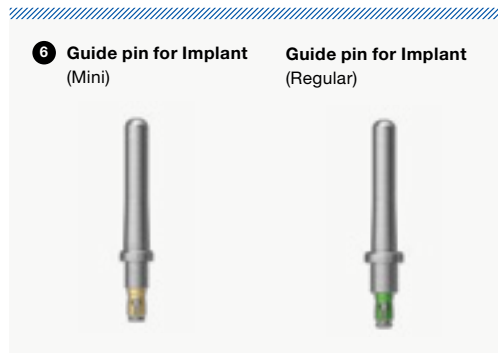 6 Guide pin for Implant
(Mini)
Guide pin for Implant
(Regular)